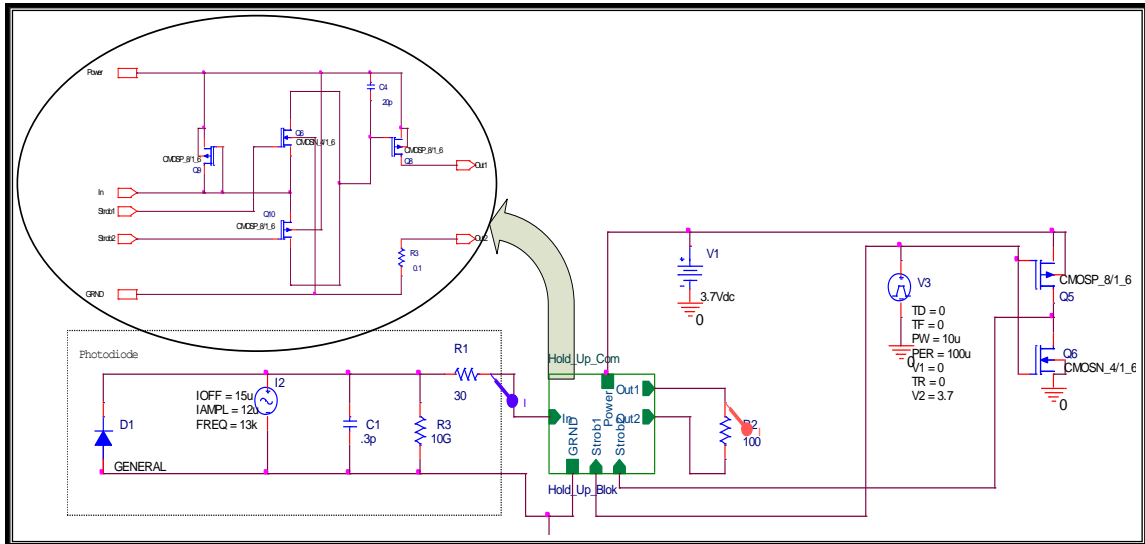 Power
C4
20p
Q6
CMOSN_4/1_6
CMOSP_8/1_6
Q9
CMOSP_8/1_6
Q8
Out1
In
Strob1
Q10
CMOSP_8/1_6
Strob2
Out2
R3
0.1
GRND
V1
3.7Vdc
0
V3
TD = 0
TF = 0
PW = 10u
PER = 100u
V1 = 0
TR = 0
V2 = 3.7
0
CMOSP_8/1_6
Q5
Q6
CMOSN_4/1_6
0
Photodiode
R1
30
I
I2
IOFF = 15u
IAMPL = 12u
FREQ = 13k
D1
GENERAL
C1
.3p
R3
10G
Hold_Up_Com
Power
Out1
Out2
In
GRND
Strob1
Strob2
Hold_Up_Blok
R2
100